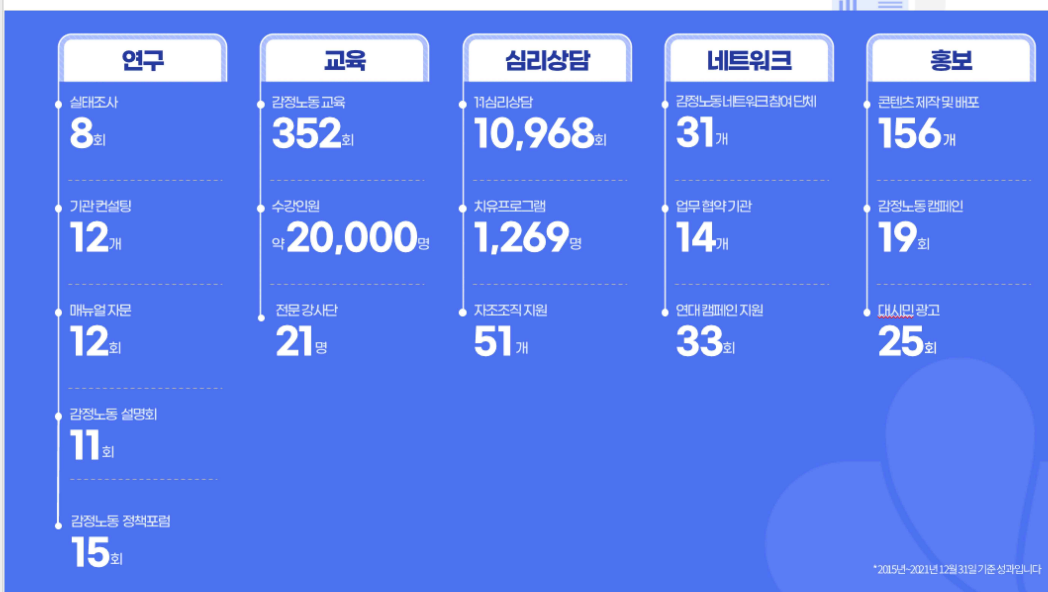 연구
실태조사
8회
기관 컨설팅
12개
매뉴얼 자문
12회
감정노동 설명회
11회
감정노동 정책포럼
15회
교육
감정노동 교육
352회
수강인원
약 20,000명
전문 강사단
21명
심리상담
1:1심리상담
10,968회
치유프로그램
1,269명
자조조직 지원
51개
네트워크
감정노동네트워크 참여 단체
31개
업무 협약 기관
14개
연대 캠페인 지원
33회
홍보
콘텐츠 제작 및 배포
156개
감정노동 캠페인
19회
대시민 광고
25회
*2015년~2021년 12월 31일 기준 성과입니다